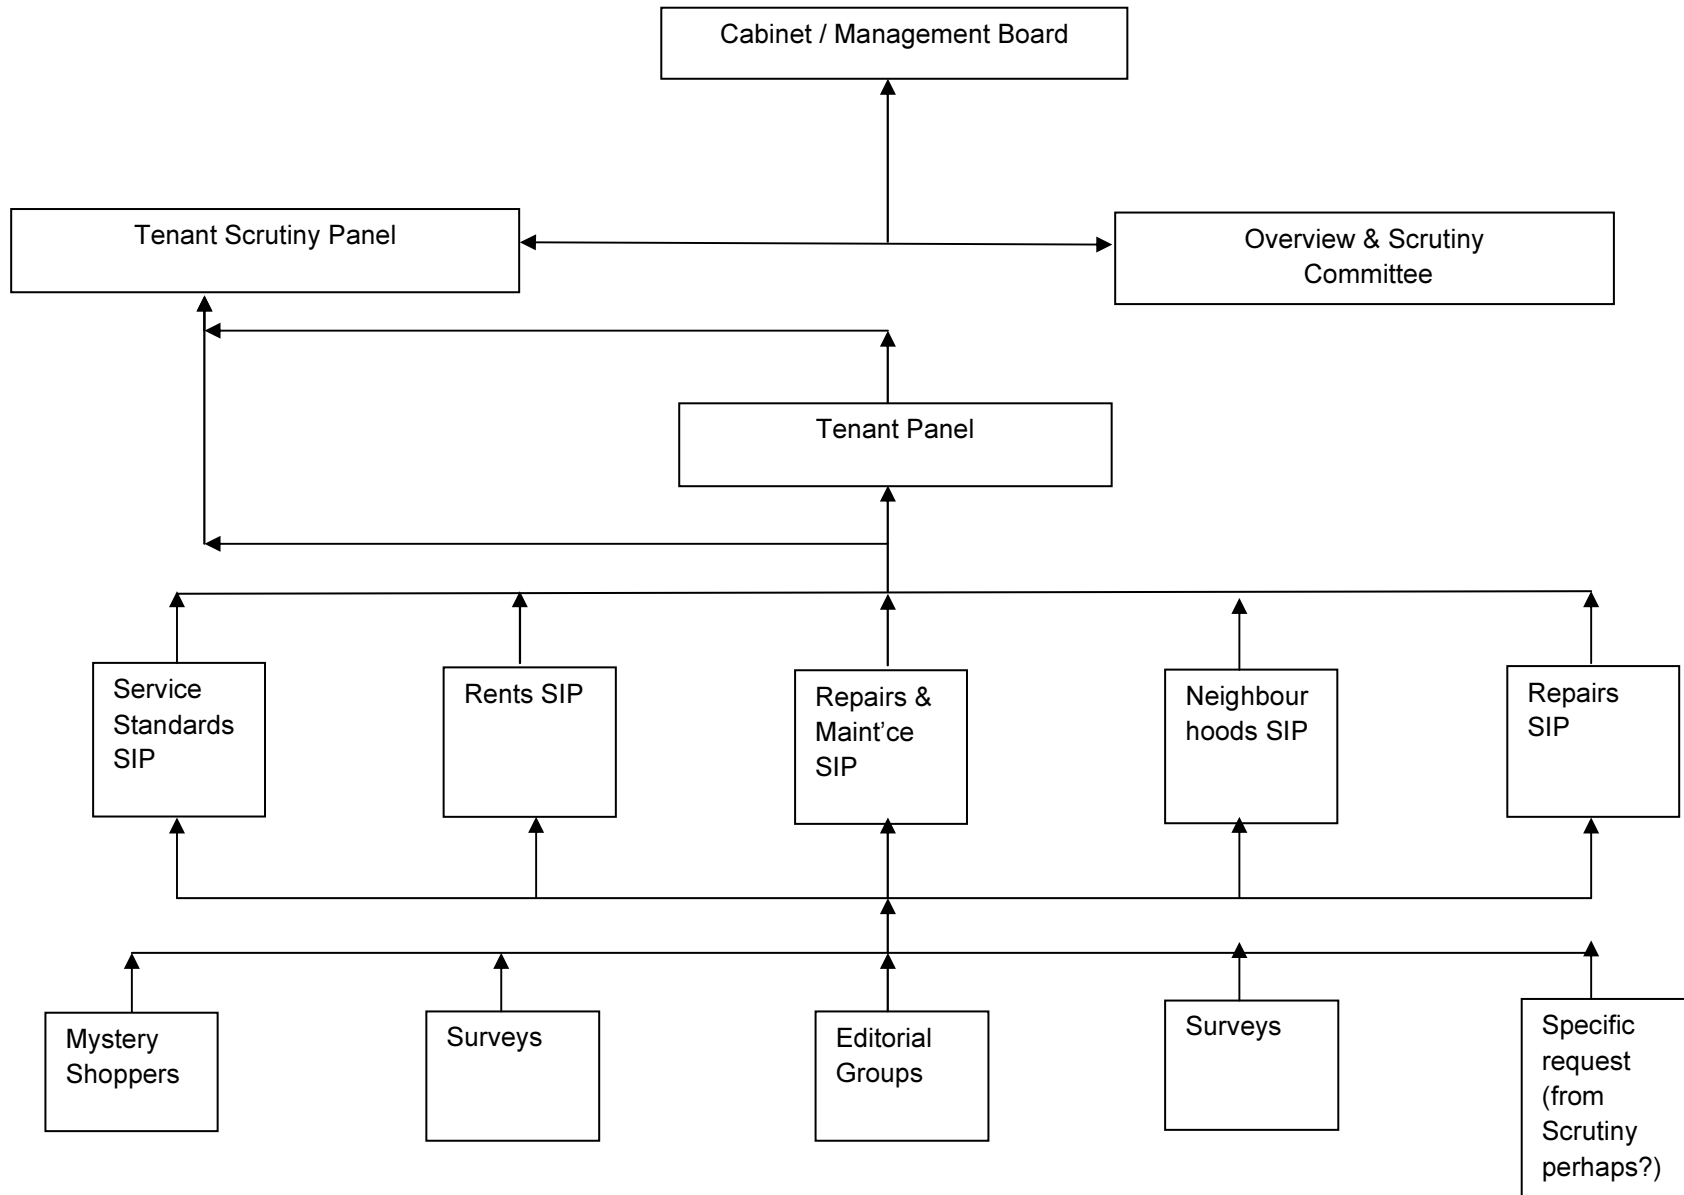 Cabinet / Management Board
Tenant Scrutiny Panel
Overview & Scrutiny
Committee
Tenant Panel
Service
Standards
SIP
Rents SIP
Repairs &
Maint’ce
SIP
Neighbour
hoods SIP
Repairs
SIP
Mystery
Shoppers
Surveys
Editorial
Groups
Surveys
Specific
request
(from
Scrutiny
perhaps?)